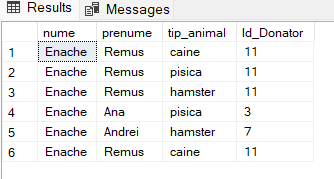 Results Messages
nume prenume tip_animal Id_Donator
1 Enache Remus caine 11
2 Enache Remus pisica 11
3 Enache Remus hamster 11
4 Enache Ana pisica 3
5 Enache Andrei hamster 7
6 Enache Remus caine 11